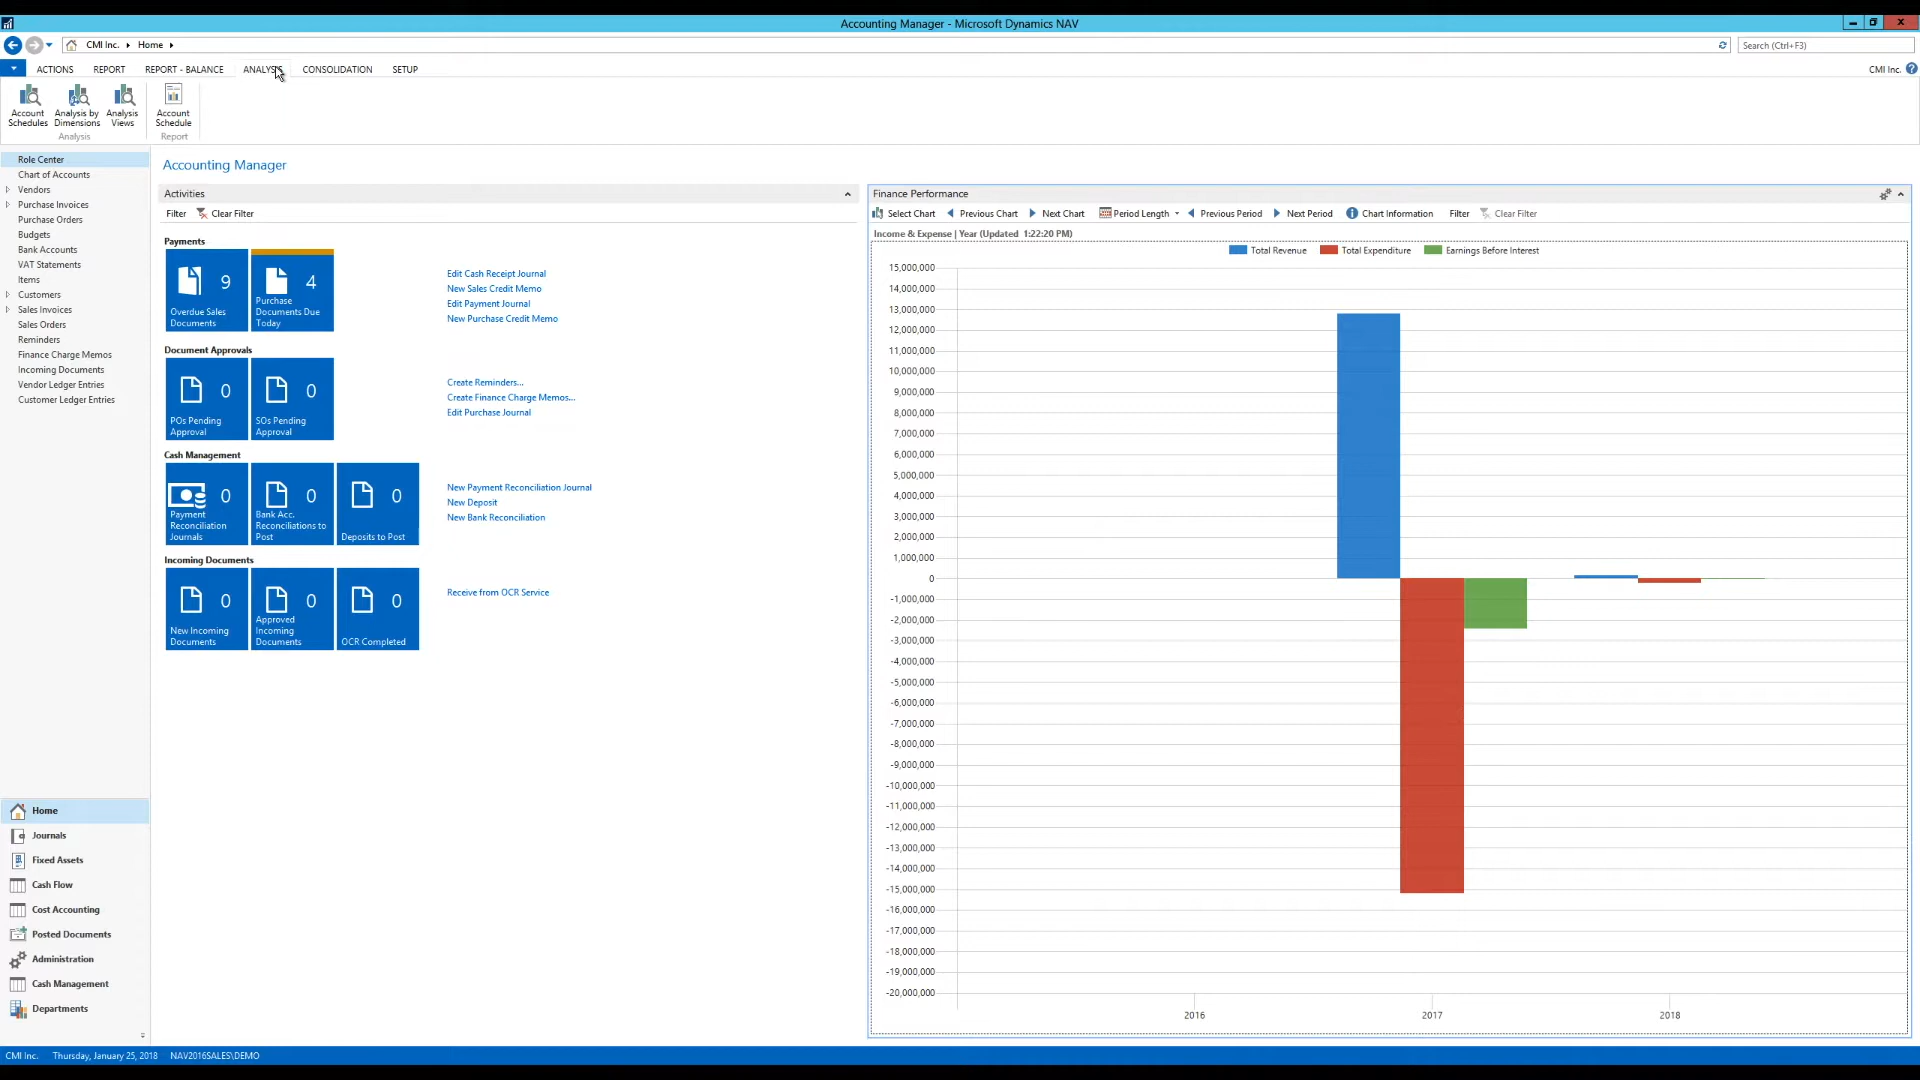 Accounting Manager - Microsoft Dynamics NAV
CMI Inc. Home
Search (Ctrl+F3)
ACTIONS REPORT REPORT - BALANCE ANALYSIS CONSOLIDATION SETUP
CMI Inc.
Account Schedules
Analysis by Dimensions
Analysis Views
Account Schedule
Analysis
Report
Role Center
Chart of Accounts
Vendors
Purchase Invoices
Purchase Orders
Budgets
Bank Accounts
VAT Statements
Items
Customers
Sales Invoices
Sales Orders
Reminders
Finance Charge Memos
Incoming Documents
Vendor Ledger Entries
Customer Ledger Entries
Home
Journals
Fixed Assets
Cash Flow
Cost Accounting
Posted Documents
Administration
Cash Management
Departments
Accounting Manager
Activities
Filter Clear Filter
Payments
9
Overdue Sales
Documents
4
Purchase
Documents Due
Today
Edit Cash Receipt Journal
New Sales Credit Memo
Edit Payment Journal
New Purchase Credit Memo
Document Approvals
0
POs Pending
Approval
0
SOs Pending
Approval
Create Reminders...
Create Finance Charge Memos...
Edit Purchase Journal
Cash Management
0
Payment
Reconciliation
Journals
0
Bank Acc.
Reconciliations to
Post
0
Deposits to Post
New Payment Reconciliation Journal
New Deposit
New Bank Reconciliation
Incoming Documents
0
New Incoming
Documents
0
Approved
Incoming
Documents
0
OCR Completed
Receive from OCR Service
Finance Performance
Select Chart Previous Chart Next Chart Period Length Previous Period Next Period Chart Information Filter Clear Filter
Income & Expense | Year (Updated 1:22:20 PM)
Total Revenue Total Expenditure Earnings Before Interest
15,000,000
14,000,000
13,000,000
12,000,000
11,000,000
10,000,000
9,000,000
8,000,000
7,000,000
6,000,000
5,000,000
4,000,000
3,000,000
2,000,000
1,000,000
0
-1,000,000
-2,000,000
-3,000,000
-4,000,000
-5,000,000
-6,000,000
-7,000,000
-8,000,000
-9,000,000
-10,000,000
-11,000,000
-12,000,000
-13,000,000
-14,000,000
-15,000,000
-16,000,000
-17,000,000
-18,000,000
-19,000,000
-20,000,000
2016 2017 2018
CMI Inc. Thursday, January 25, 2018 NAV2016SALES\DEMO